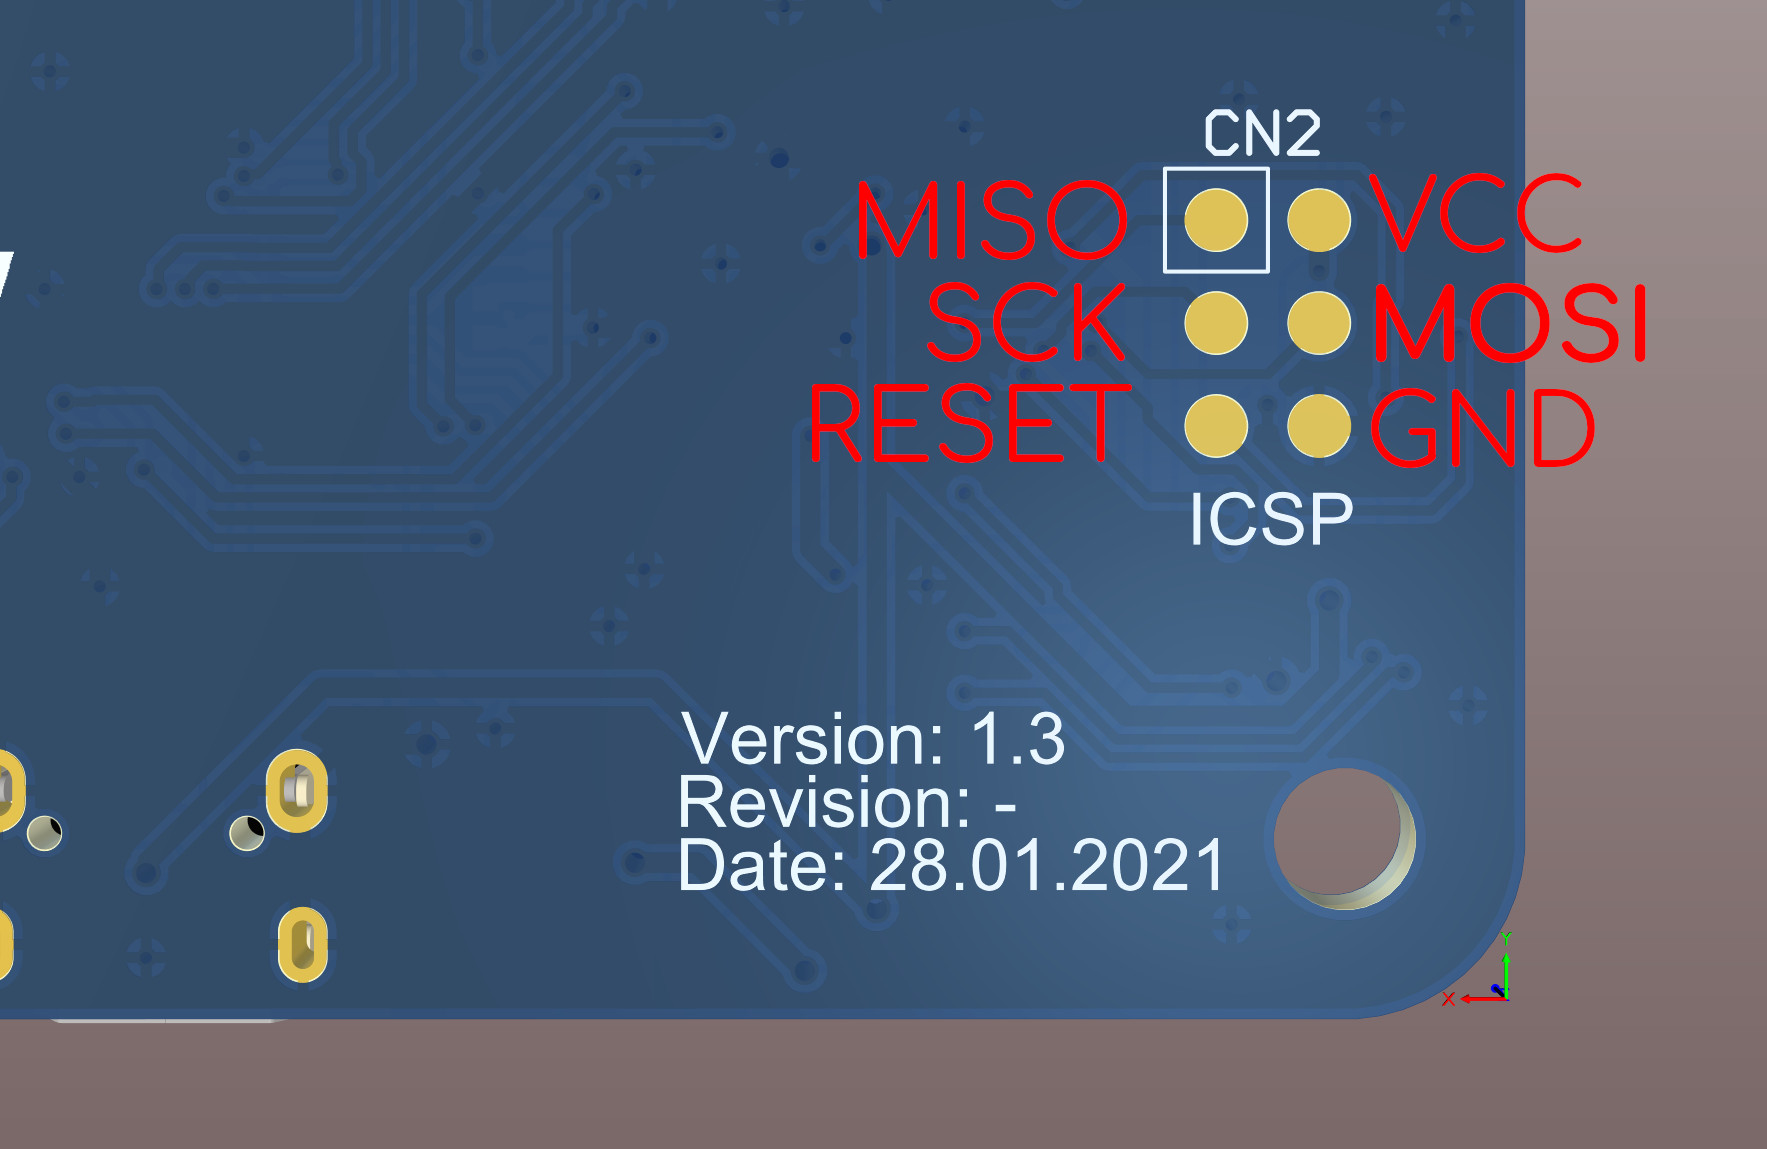 CN2
MISO VCC
SCK MOSI
RESET GND
ICSP
Version: 1.3
Revision: -
Date: 28.01.2021
Y
X